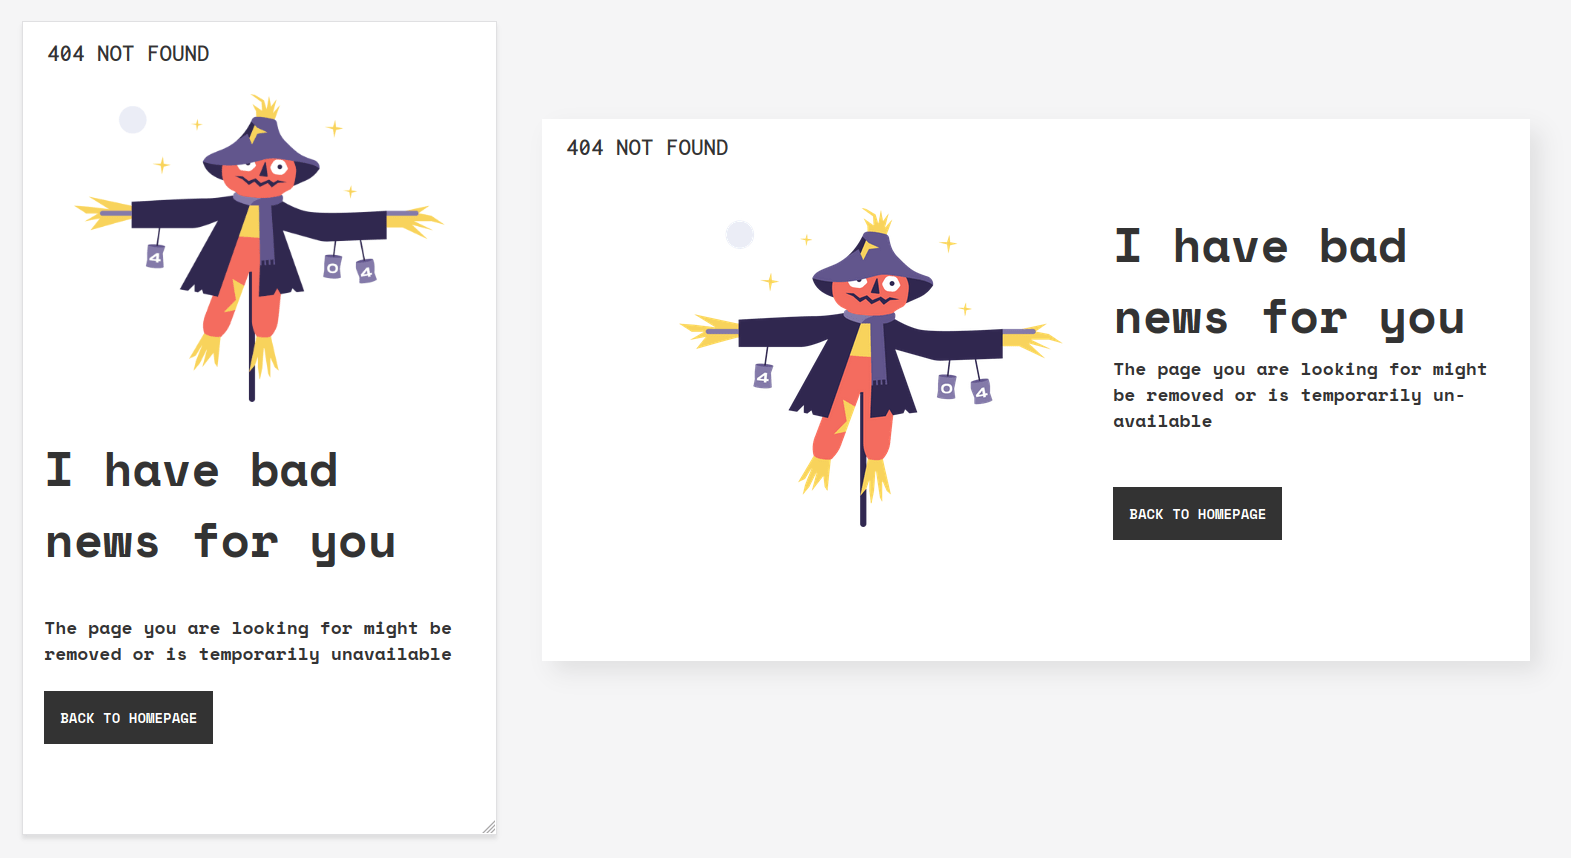 404 NOT FOUND
4
0
4
I have bad
news for you
The page you are looking for might be
removed or is temporarily unavailable
BACK TO HOMEPAGE
404 NOT FOUND
4
0
4
I have bad
news for you
The page you are looking for might
be removed or is temporarily un-
available
BACK TO HOMEPAGE